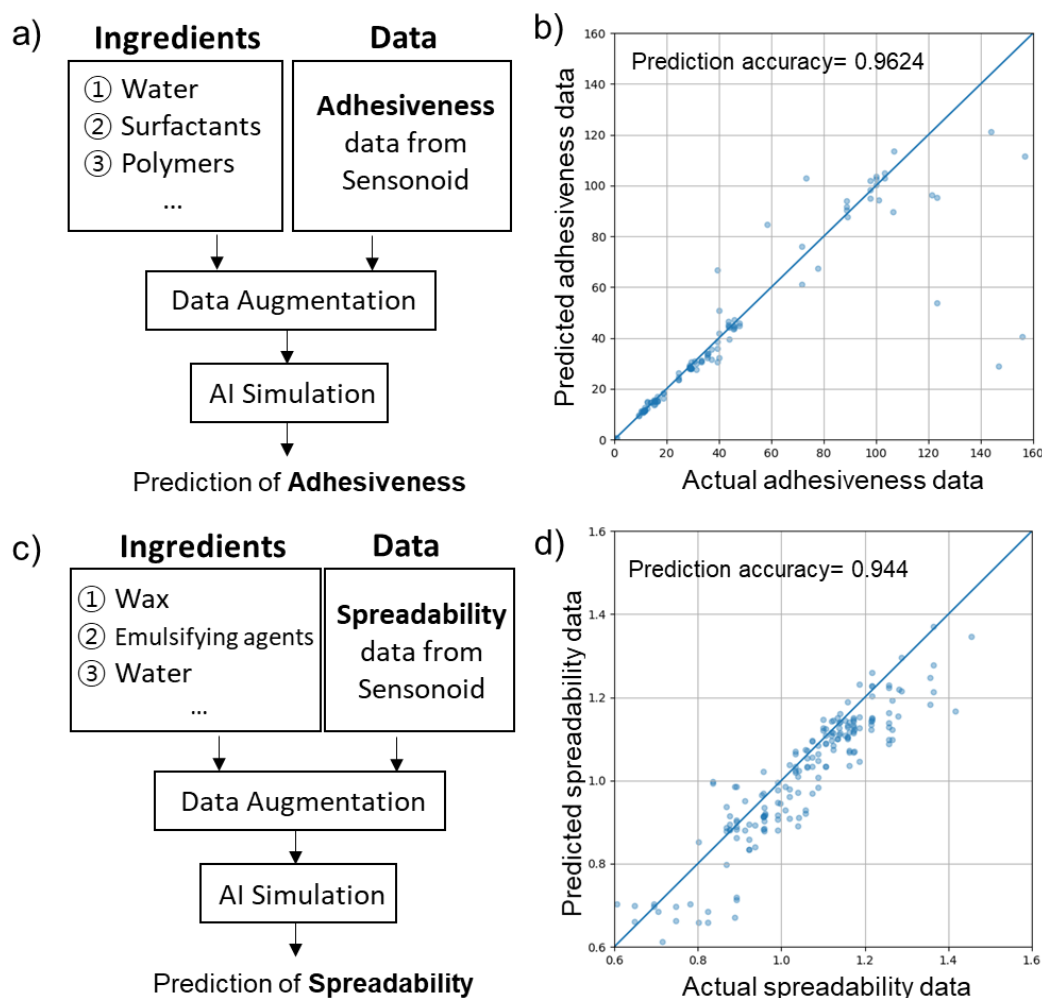 a)
Ingredients
Data
① Water
② Surfactants
③ Polymers
...
Adhesiveness
data from
Sensonoid
Data Augmentation
AI Simulation
Prediction of Adhesiveness
b)
Prediction accuracy= 0.9624
Predicted adhesiveness data
160
140
120
100
80
60
40
20
0
0 20 40 60 80 100 120 140 160
Actual adhesiveness data
c)
Ingredients
Data
① Wax
② Emulsifying agents
③ Water
...
Spreadability
data from
Sensonoid
Data Augmentation
AI Simulation
Prediction of Spreadability
d)
Prediction accuracy= 0.944
Predicted spreadability data
1.6
1.4
1.2
1.0
0.8
0.6
0.6 0.8 1.0 1.2 1.4 1.6
Actual spreadability data